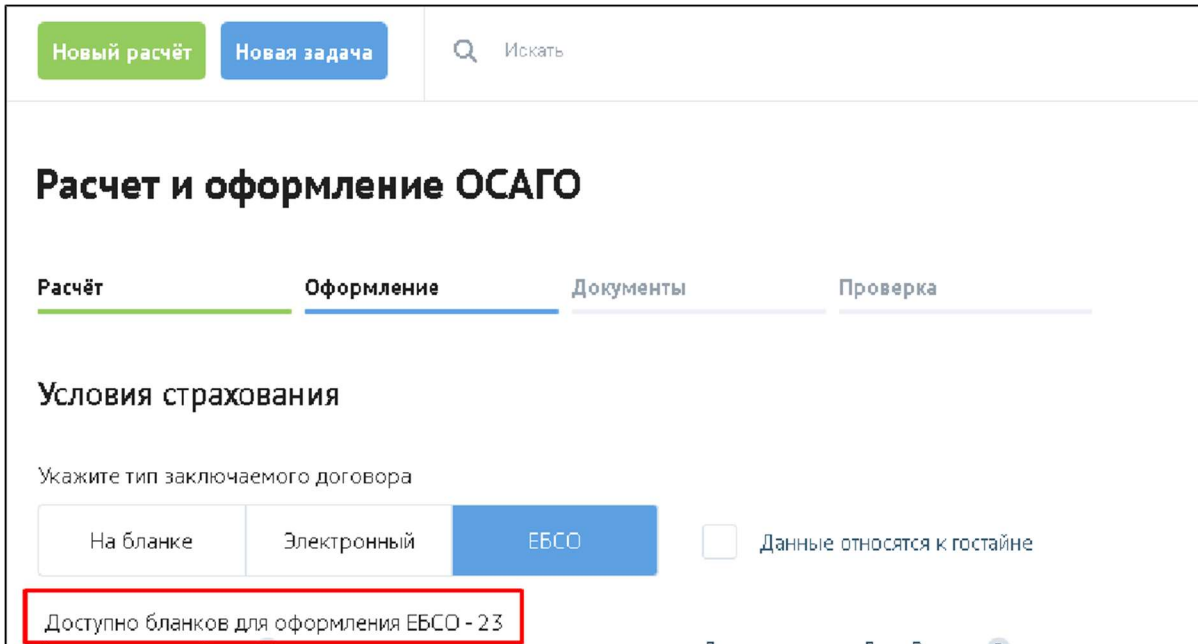 Новый расчёт Новая задача Искать
Расчет и оформление ОСАГО
Расчёт Оформление Документы Проверка
Условия страхования
Укажите тип заключаемого договора
На бланке Электронный ЕБСО Данные относятся к гостайне
Доступно бланков для оформления ЕБСО - 23